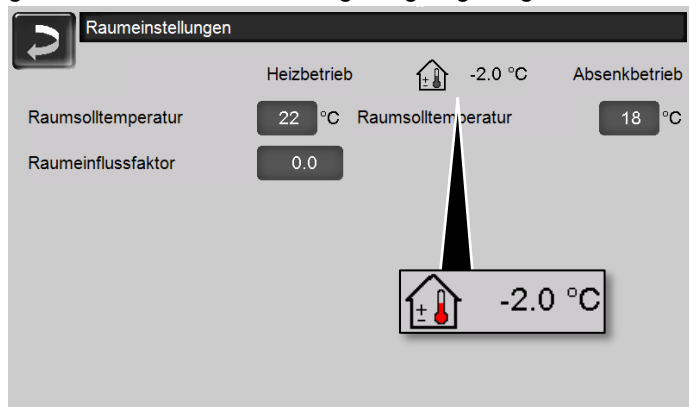 Raumeinstellungen
Heizbetrieb ± -2.0 °C Absenkbetrieb
Raumsolltemperatur 22 °C Raumsolltemperatur 18 °C
Raumeinflussfaktor 0.0
± -2.0 °C